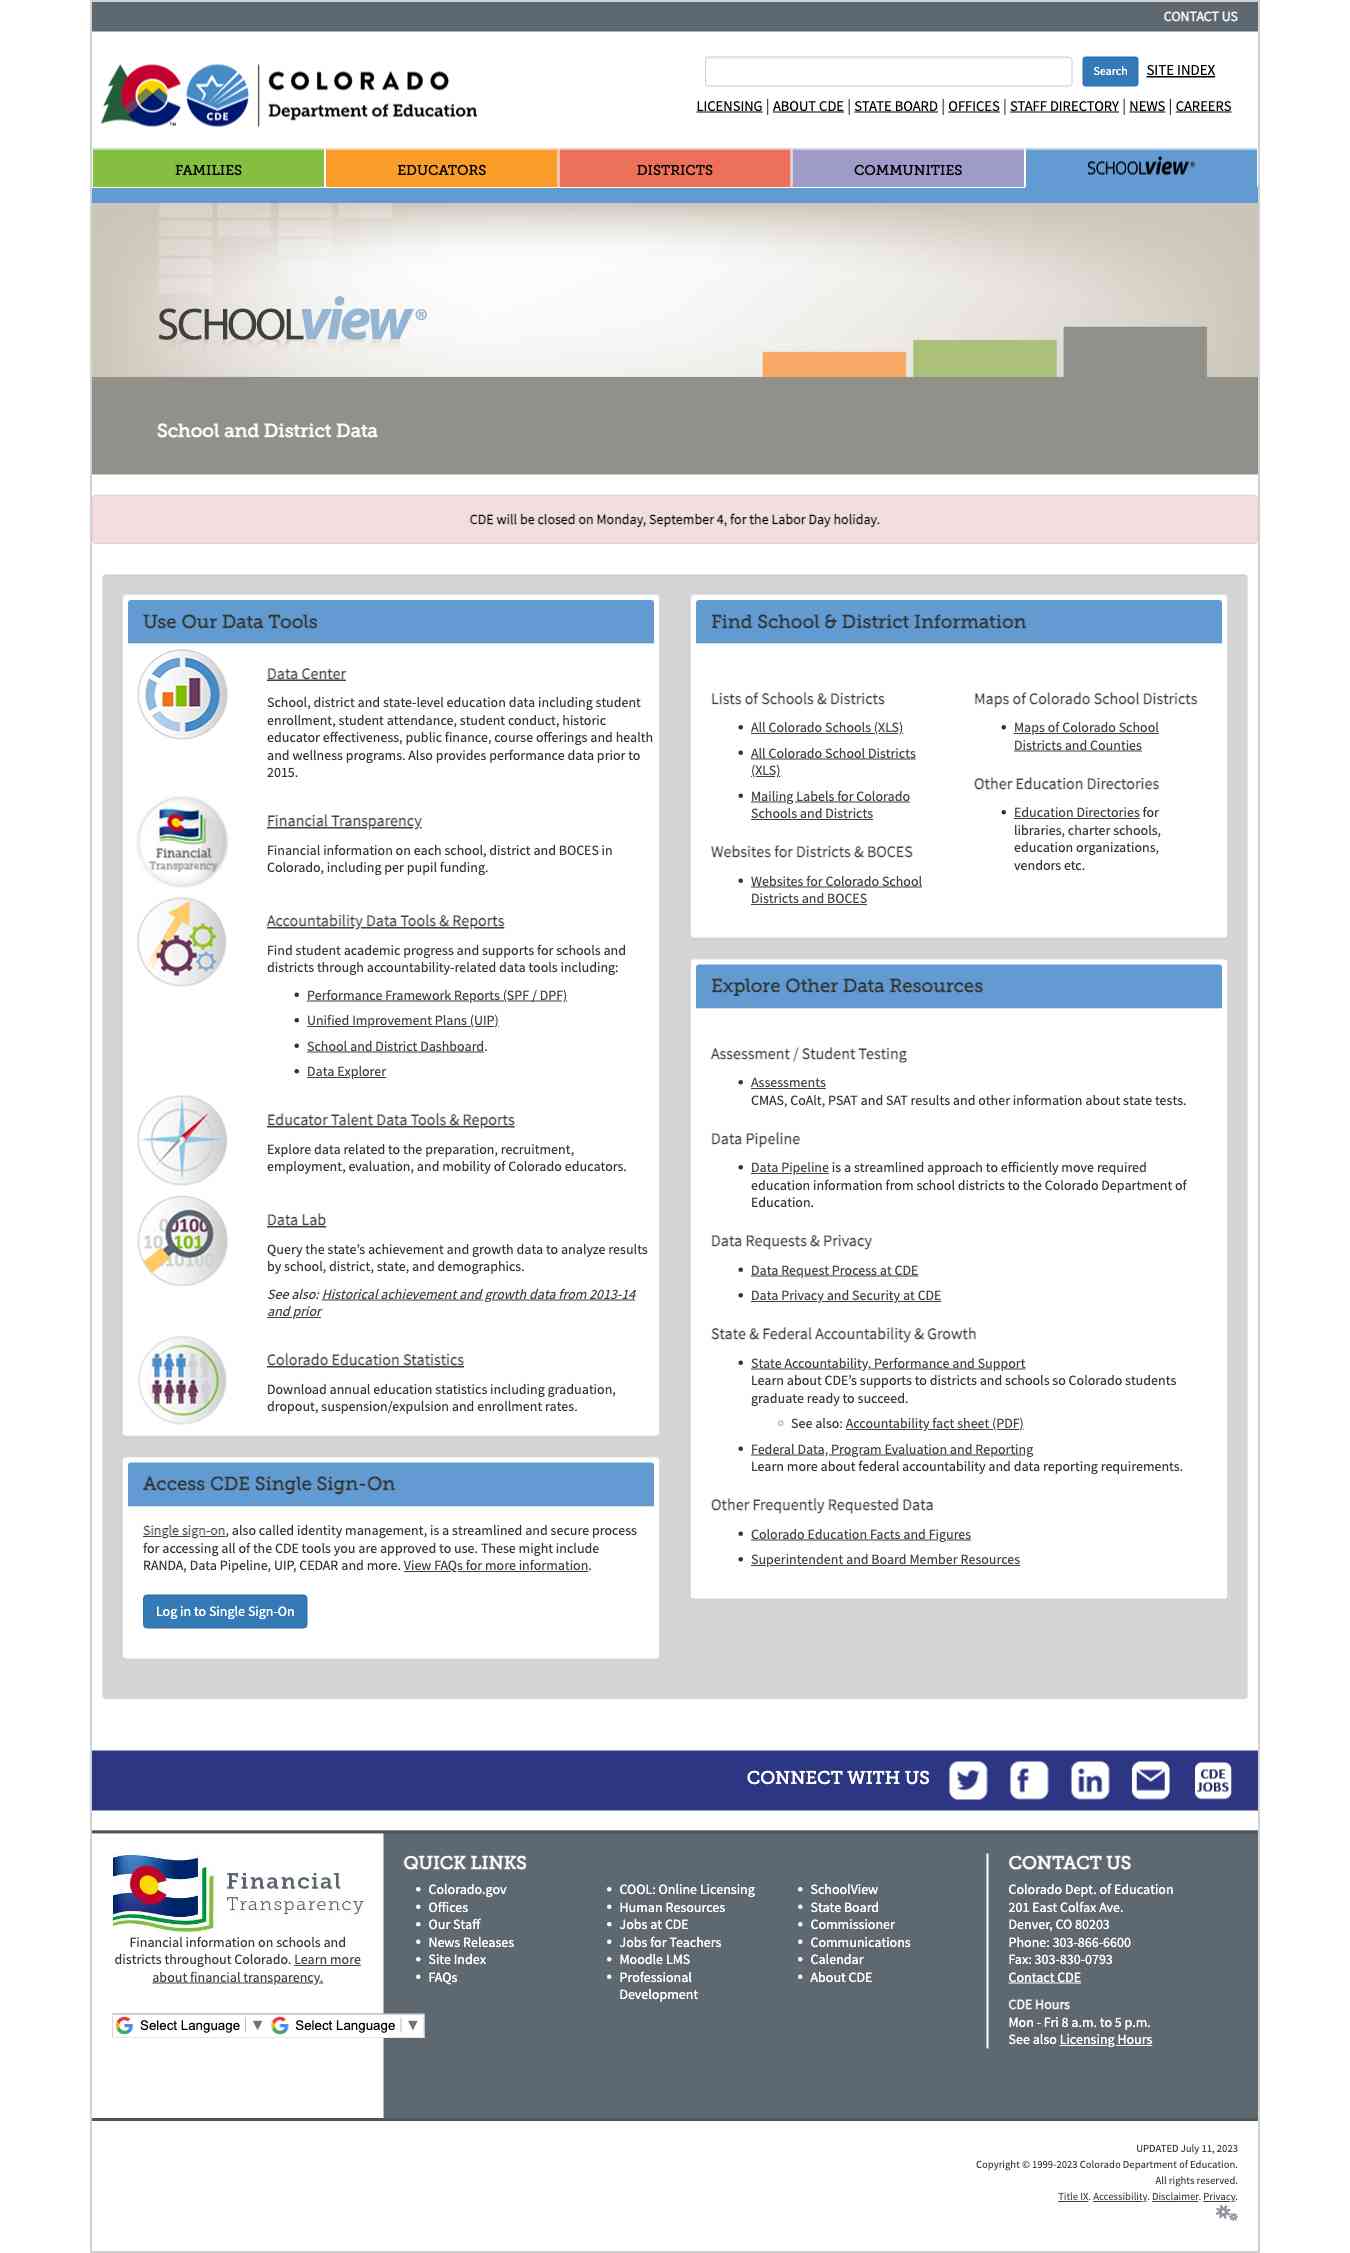 CONTACT US
CDE
COLORADO
Department of Education
Search
SITE INDEX
LICENSING | ABOUT CDE | STATE BOARD | OFFICES | STAFF DIRECTORY | NEWS | CAREERS
FAMILIES
EDUCATORS
DISTRICTS
COMMUNITIES
SCHOOLview®
SCHOOLview®
School and District Data
CDE will be closed on Monday, September 4, for the Labor Day holiday.
Use Our Data Tools
Data Center
School, district and state-level education data including student
enrollment, student attendance, student conduct, historic
educator effectiveness, public finance, course offerings and health
and wellness programs. Also provides performance data prior to
2015.
Financial
Transparency
Financial Transparency
Financial information on each school, district and BOCES in
Colorado, including per pupil funding.
Accountability Data Tools & Reports
Find student academic progress and supports for schools and
districts through accountability-related data tools including:
• Performance Framework Reports (SPF / DPF)
• Unified Improvement Plans (UIP)
• School and District Dashboard.
• Data Explorer
Educator Talent Data Tools & Reports
Explore data related to the preparation, recruitment,
employment, evaluation, and mobility of Colorado educators.
Data Lab
Query the state's achievement and growth data to analyze results
by school, district, state, and demographics.
See also: Historical achievement and growth data from 2013-14
and prior
Colorado Education Statistics
Download annual education statistics including graduation,
dropout, suspension/expulsion and enrollment rates.
Access CDE Single Sign-On
Single sign-on, also called identity management, is a streamlined and secure process
for accessing all of the CDE tools you are approved to use. These might include
RANDA, Data Pipeline, UIP, CEDAR and more. View FAQs for more information.
Log in to Single Sign-On
Find School & District Information
Lists of Schools & Districts
• All Colorado Schools (XLS)
• All Colorado School Districts
(XLS)
• Mailing Labels for Colorado
Schools and Districts
Websites for Districts & BOCES
• Websites for Colorado School
Districts and BOCES
Maps of Colorado School Districts
• Maps of Colorado School
Districts and Counties
Other Education Directories
• Education Directories for
libraries, charter schools,
education organizations,
vendors etc.
Explore Other Data Resources
Assessment / Student Testing
• Assessments
CMAS, CoAlt, PSAT and SAT results and other information about state tests.
Data Pipeline
• Data Pipeline is a streamlined approach to efficiently move required
education information from school districts to the Colorado Department of
Education.
Data Requests & Privacy
• Data Request Process at CDE
• Data Privacy and Security at CDE
State & Federal Accountability & Growth
• State Accountability, Performance and Support
Learn about CDE's supports to districts and schools so Colorado students
graduate ready to succeed.
○ See also: Accountability fact sheet (PDF)
• Federal Data, Program Evaluation and Reporting
Learn more about federal accountability and data reporting requirements.
Other Frequently Requested Data
• Colorado Education Facts and Figures
• Superintendent and Board Member Resources
CONNECT WITH US
CDE
JOBS
Financial
Transparency
Financial information on schools and
districts throughout Colorado. Learn more
about financial transparency.
Select Language ▼
Select Language ▼
QUICK LINKS
• Colorado.gov
• Offices
• Our Staff
• News Releases
• Site Index
• FAQs
• COOL: Online Licensing
• Human Resources
• Jobs at CDE
• Jobs for Teachers
• Moodle LMS
• Professional
Development
• SchoolView
• State Board
• Commissioner
• Communications
• Calendar
• About CDE
CONTACT US
Colorado Dept. of Education
201 East Colfax Ave.
Denver, CO 80203
Phone: 303-866-6600
Fax: 303-830-0793
Contact CDE
CDE Hours
Mon - Fri 8 a.m. to 5 p.m.
See also Licensing Hours
UPDATED July 11, 2023
Copyright © 1999-2023 Colorado Department of Education.
All rights reserved.
Title IX. Accessibility. Disclaimer. Privacy.